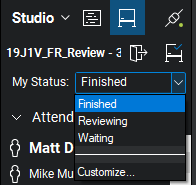 Studio
19J1V_FR_Review - 3
My Status: Finished
Finished
Reviewing
Waiting
Customize...
Attend
Matt D
Mike Mu